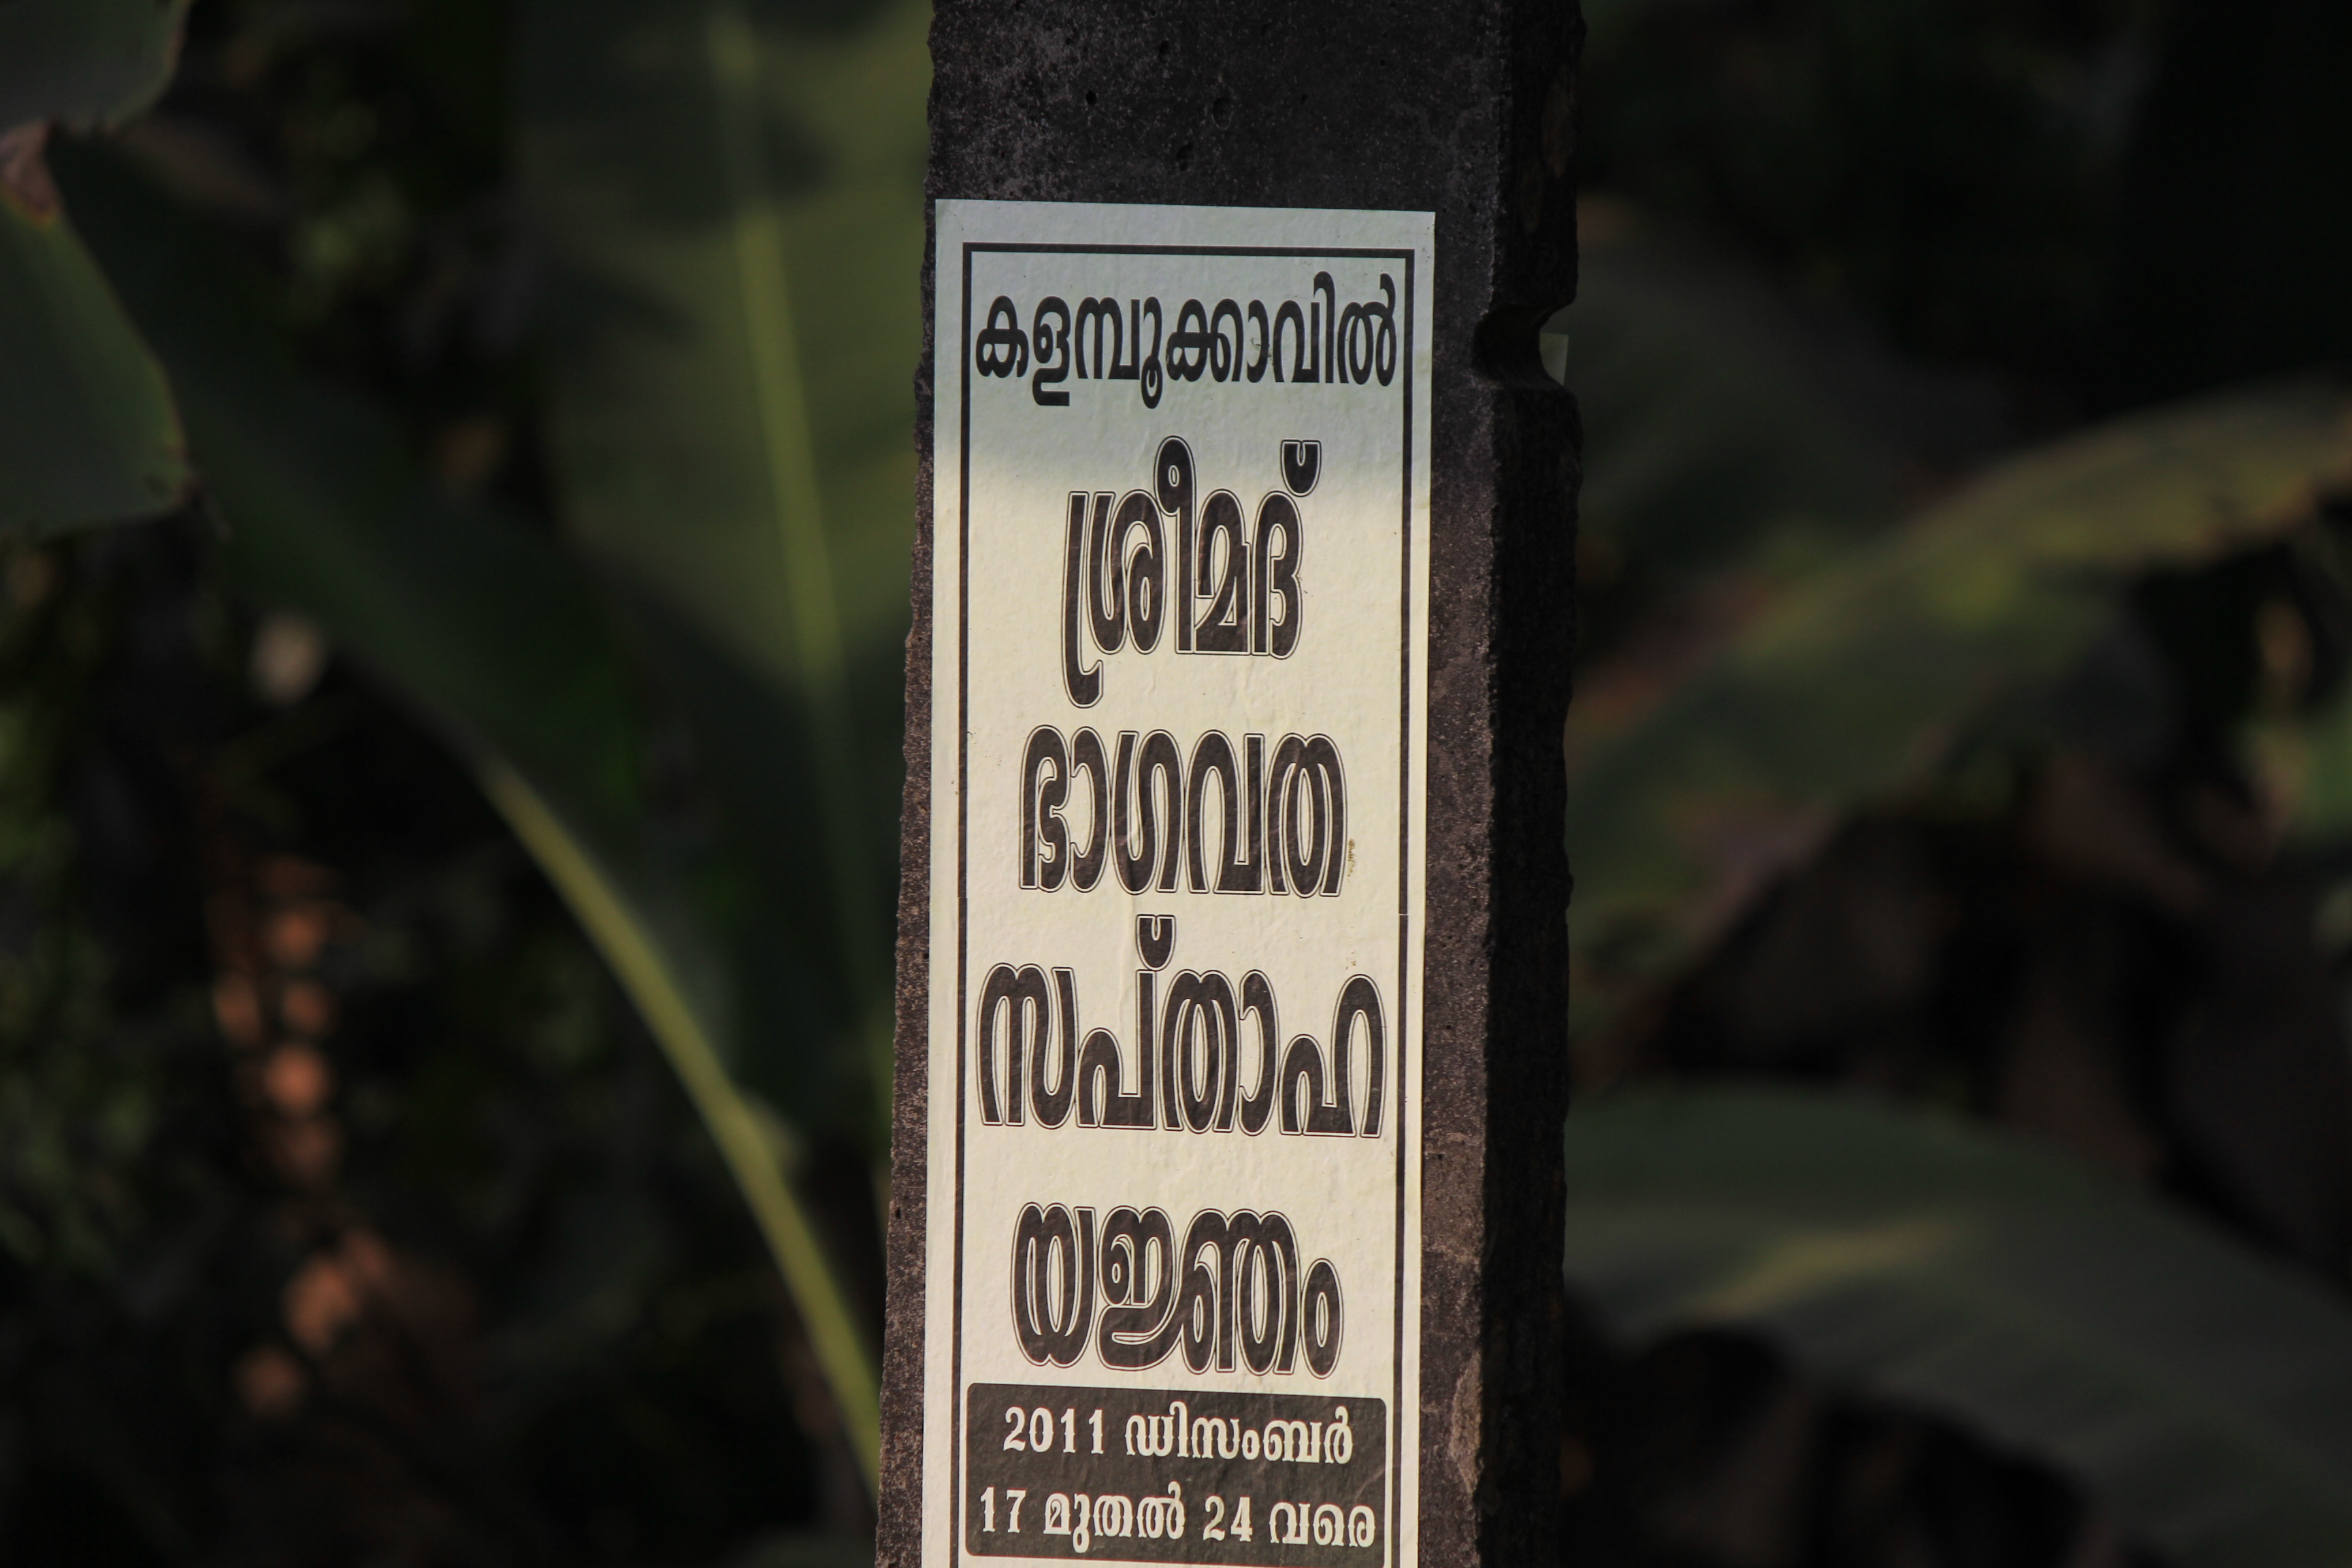 കളമ്പൂക്കാവിൽ
ശ്രീമദ്
ഭാഗവത
സപ്താഹ
യജ്ഞം
2011 ഡിസംബർ
17 മുതൽ 24 വരെ